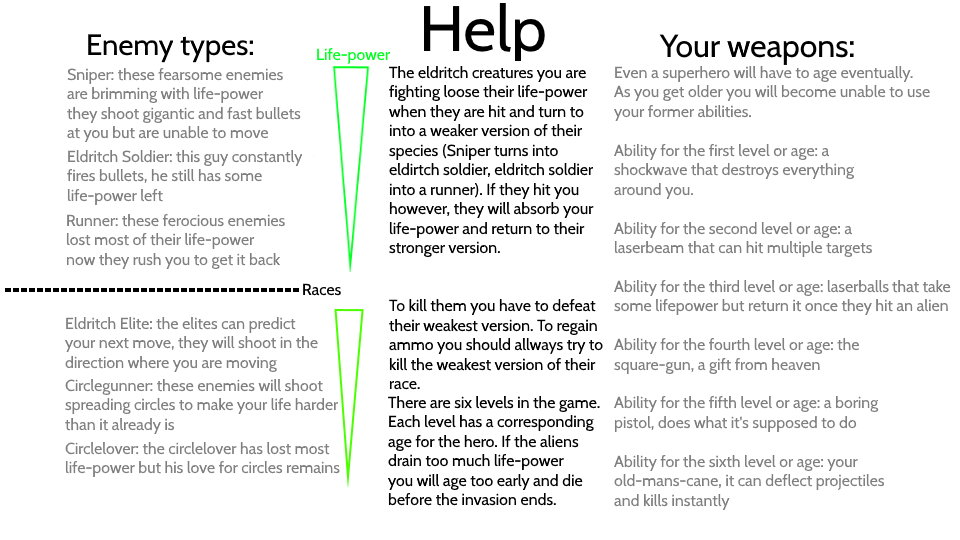 Help
Enemy types:
Sniper: these fearsome enemies
are brimming with life-power
they shoot gigantic and fast bullets
at you but are unable to move
Eldritch Soldier: this guy constantly
fires bullets, he still has some
life-power left
Runner: these ferocious enemies
lost most of their life-power
now they rush you to get it back
Races
Eldritch Elite: the elites can predict
your next move, they will shoot in the
direction where you are moving
Circlegunner: these enemies will shoot
spreading circles to make your life harder
than it already is
Circlelover: the circlelover has lost most
life-power but his love for circles remains
Life-power
The eldritch creatures you are
fighting loose their life-power
when they are hit and turn to
into a weaker version of their
species (Sniper turns into
eldirtch soldier, eldritch soldier
into a runner). If they hit you
however, they will absorb your
life-power and return to their
stronger version.
To kill them you have to defeat
their weakest version. To regain
ammo you should allways try to
kill the weakest version of their
race.
There are six levels in the game.
Each level has a corresponding
age for the hero. If the aliens
drain too much life-power
you will age too early and die
before the invasion ends.
Your weapons:
Even a superhero will have to age eventually.
As you get older you will become unable to use
your former abilities.
Ability for the first level or age: a
shockwave that destroys everything
around you.
Ability for the second level or age: a
laserbeam that can hit multiple targets
Ability for the third level or age: laserballs that take
some lifepower but return it once they hit an alien
Ability for the fourth level or age: the
square-gun, a gift from heaven
Ability for the fifth level or age: a boring
pistol, does what it's supposed to do
Ability for the sixth level or age: your
old-mans-cane, it can deflect projectiles
and kills instantly